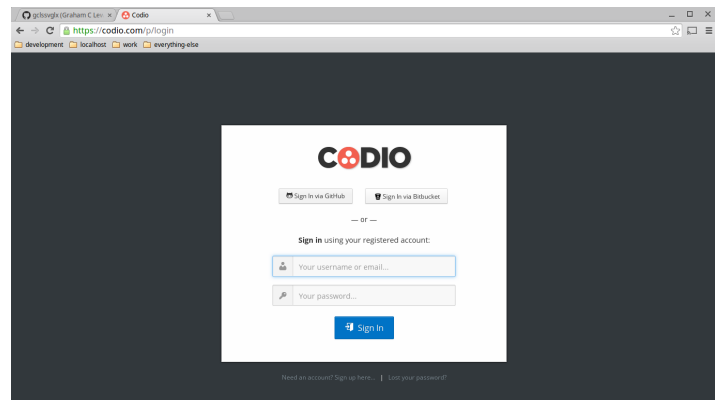 gclssvglx (Graham C Lew
Codio
https://codio.com/p/login
development localhost work everything-else
CODIO
Sign In via GitHub Sign In via Bitbucket
— or —
Sign in using your registered account:
Your username or email...
Your password...
Sign In
Need an account? Sign up here... | Lost your password?